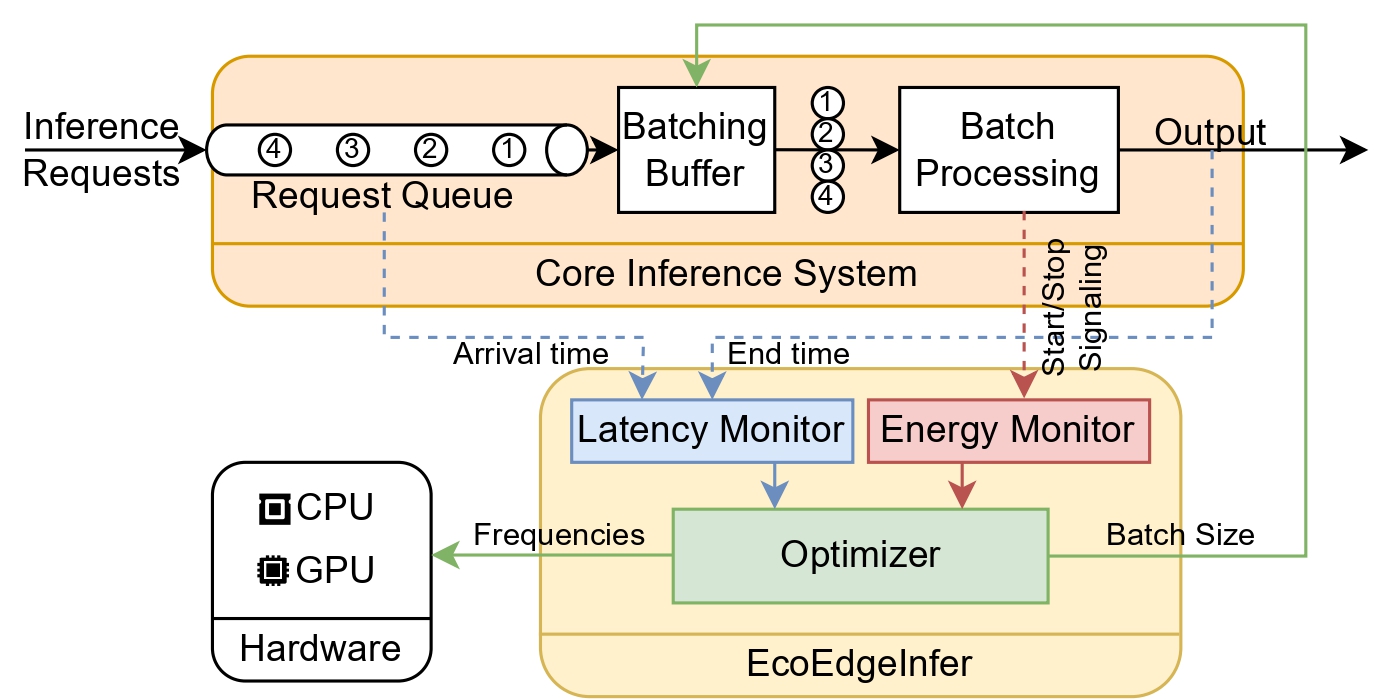 Inference
Requests
4 3 2 1
Request Queue
Batching
Buffer
1
2
3
4
Batch
Processing
Output
Core Inference System
Start/Stop
Signaling
Arrival time
End time
Latency Monitor
Energy Monitor
CPU
GPU
Hardware
Frequencies
Optimizer
Batch Size
EcoEdgeInfer